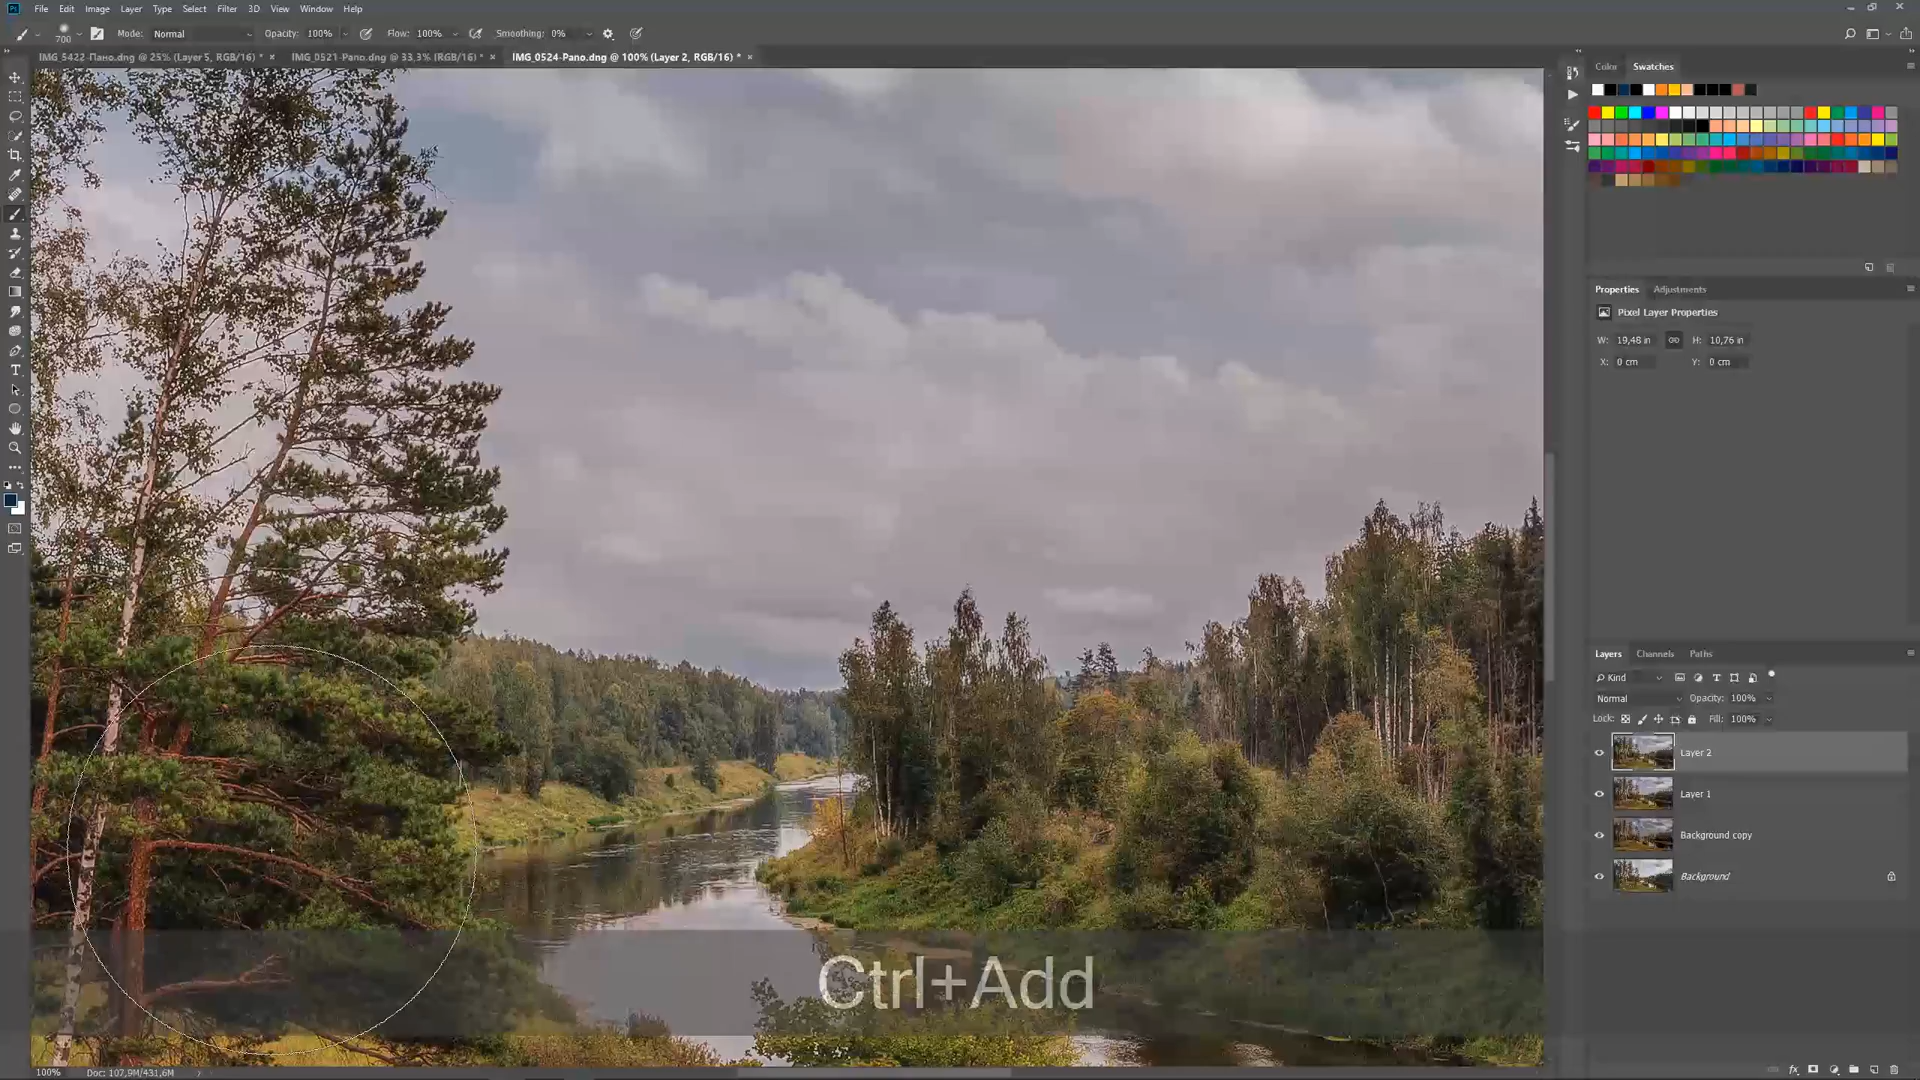 File Edit Image Layer Type Select Filter 3D View Window Help
700 Mode: Normal Opacity: 100% Flow: 100% Smoothing: 0%
IMG_5422-Пано.dng @ 25% (Layer 5, RGB/16) * × IMG_0521-Pano.dng @ 33,3% (RGB/16) * × IMG_0524-Pano.dng @ 100% (Layer 2, RGB/16) * ×
Color Swatches
Properties Adjustments
Pixel Layer Properties
W: 19,48 in H: 10,76 in
X: 0 cm Y: 0 cm
Layers Channels Paths
Kind
Normal Opacity: 100%
Lock: Fill: 100%
Layer 2
Layer 1
Background copy
Background
Ctrl+Add
100% Doc: 107,9M/431,6M